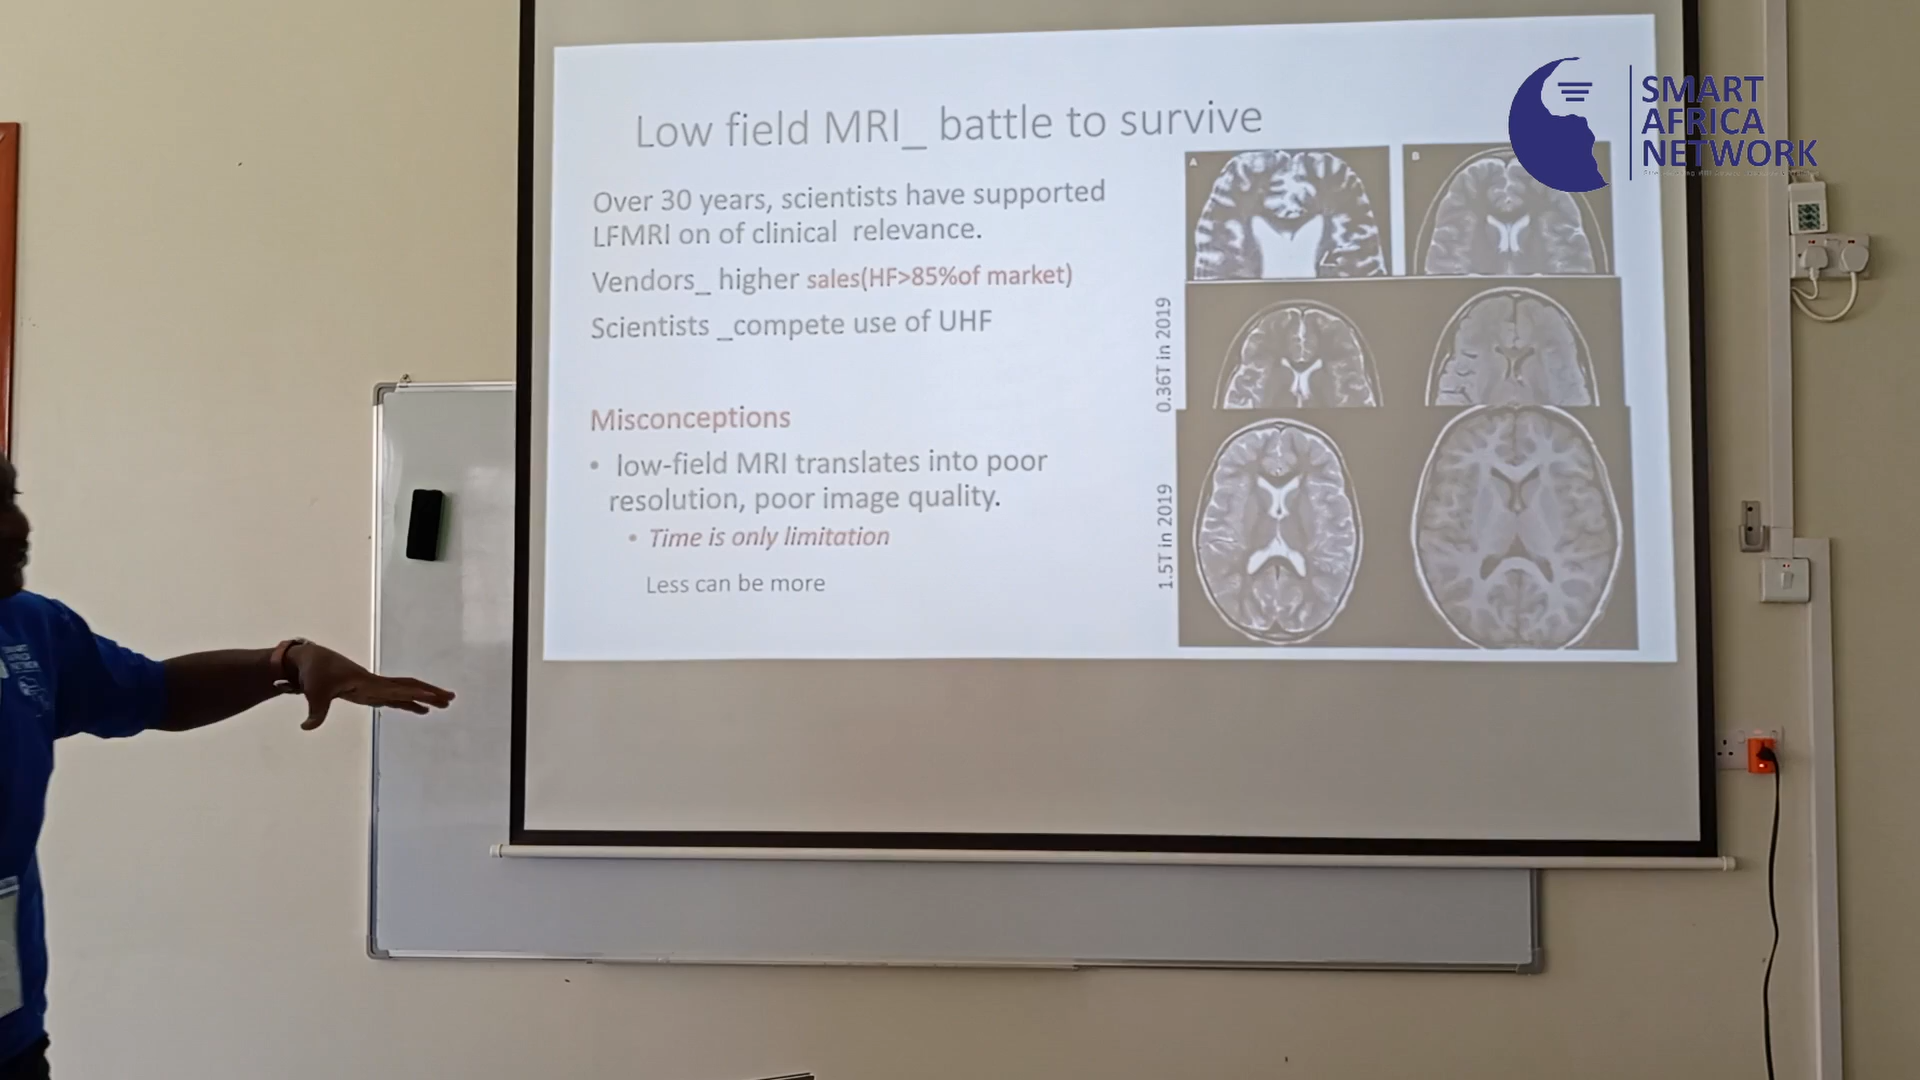 Low field MRI_ battle to survive
Over 30 years, scientists have supported
LFMRI on of clinical relevance.
Vendors_ higher sales(HF>85%of market)
Scientists _compete use of UHF
Misconceptions
• low-field MRI translates into poor
resolution, poor image quality.
• Time is only limitation
Less can be more
A
B
0.36T in 2019
1.5T in 2019
SMART
AFRICA
NETWORK
SMART
AFRICA